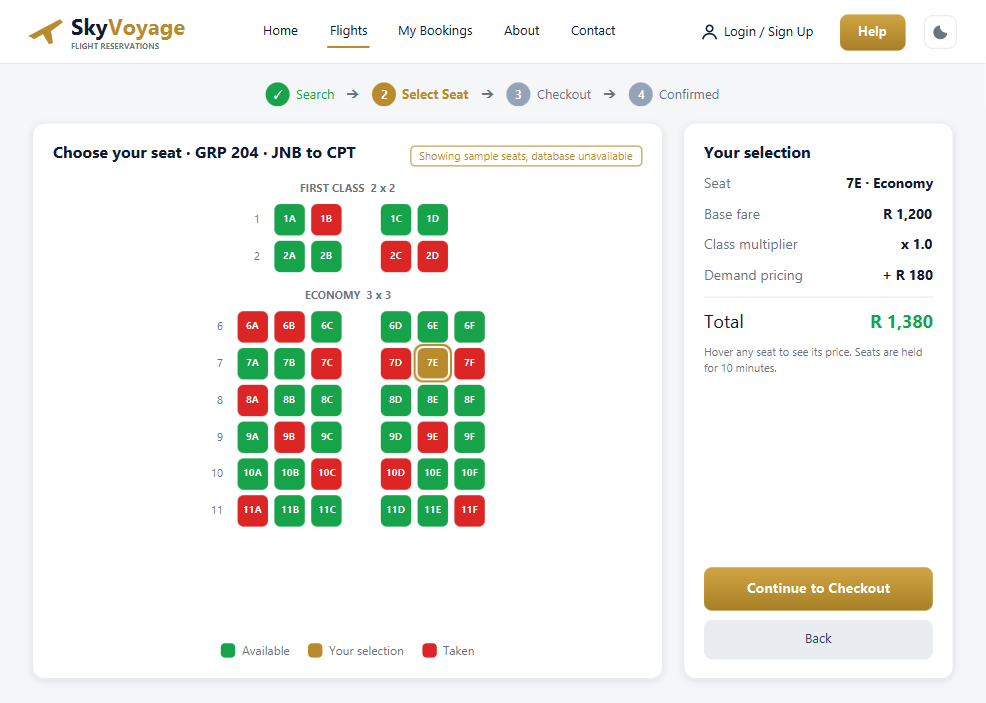 SkyVoyage
FLIGHT RESERVATIONS
Home Flights My Bookings About Contact Login / Sign Up Help
✓ Search → 2 Select Seat → 3 Checkout → 4 Confirmed
Choose your seat · GRP 204 · JNB to CPT
Showing sample seats, database unavailable
FIRST CLASS 2 x 2
1 1A 1B 1C 1D
2 2A 2B 2C 2D
ECONOMY 3 x 3
6 6A 6B 6C 6D 6E 6F
7 7A 7B 7C 7D 7E 7F
8 8A 8B 8C 8D 8E 8F
9 9A 9B 9C 9D 9E 9F
10 10A 10B 10C 10D 10E 10F
11 11A 11B 11C 11D 11E 11F
Available Your selection Taken
Your selection
Seat 7E · Economy
Base fare R 1,200
Class multiplier x 1.0
Demand pricing + R 180
Total R 1,380
Hover any seat to see its price. Seats are held
for 10 minutes.
Continue to Checkout
Back